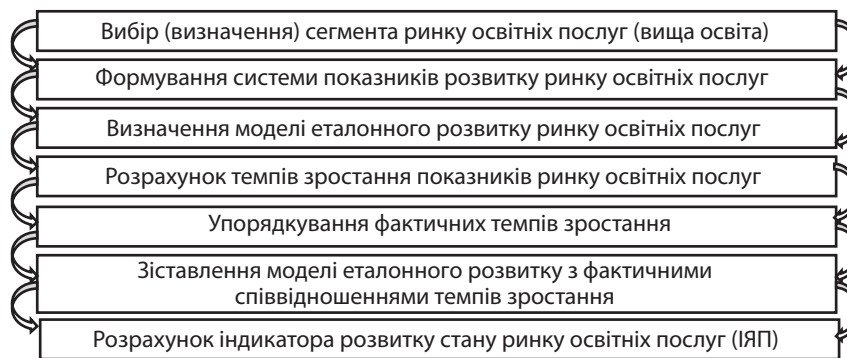 Вибір (визначення) сегмента ринку освітніх послуг (вища освіта)
Формування системи показників розвитку ринку освітніх послуг
Визначення моделі еталонного розвитку ринку освітніх послуг
Розрахунок темпів зростання показників ринку освітніх послуг
Упорядкування фактичних темпів зростання
Зіставлення моделі еталонного розвитку з фактичними
співвідношеннями темпів зростання
Розрахунок індикатора розвитку стану ринку освітніх послуг (ІЯП)